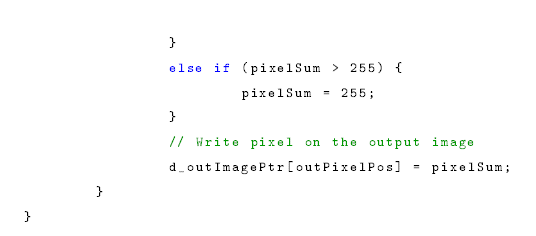 }
else if (pixelSum > 255) {
pixelSum = 255;
}
// Write pixel on the output image
d_outImagePtr[outPixelPos] = pixelSum;
}
}